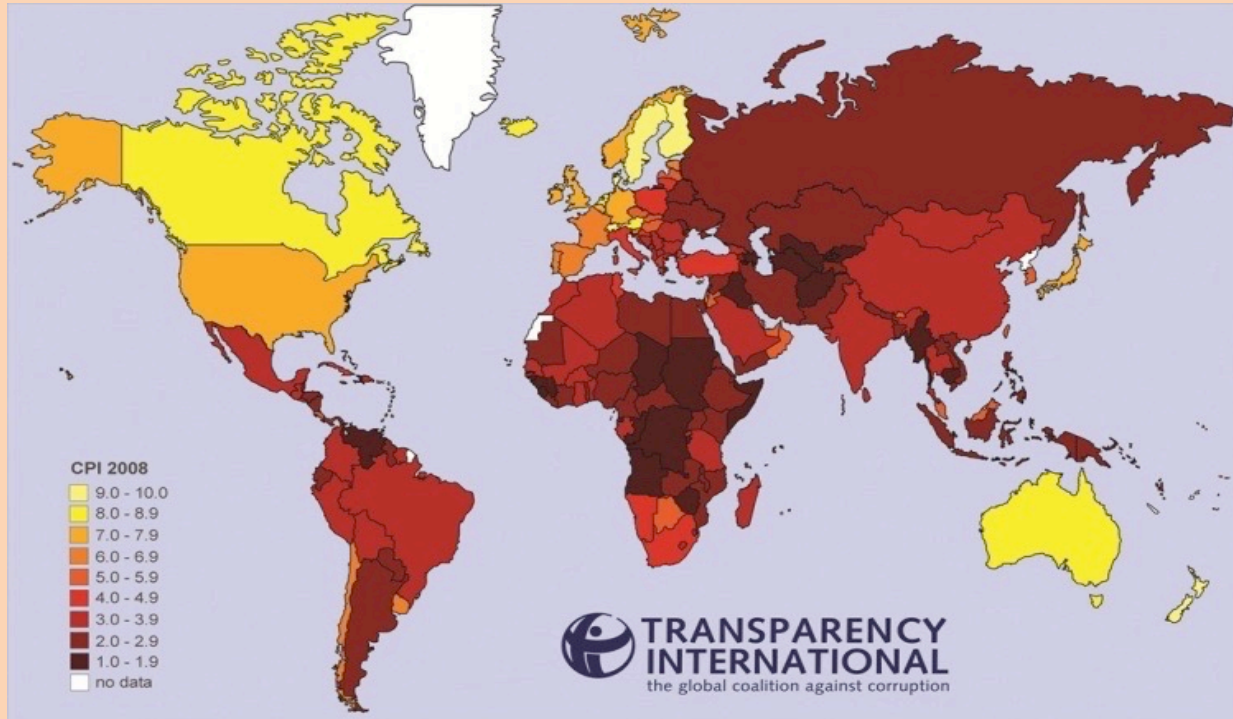 CPI 2008
9.0 - 10.0
8.0 - 8.9
7.0 - 7.9
6.0 - 6.9
5.0 - 5.9
4.0 - 4.9
3.0 - 3.9
2.0 - 2.9
1.0 - 1.9
no data
TRANSPARENCY
INTERNATIONAL
the global coalition against corruption